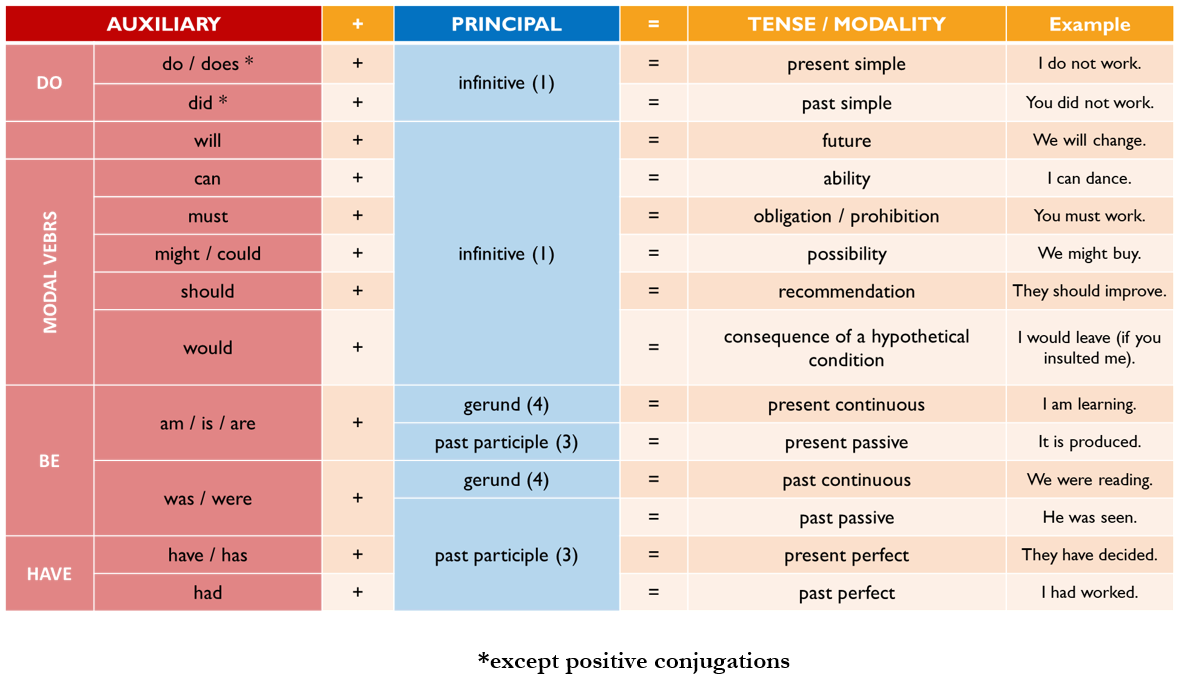 AUXILIARY + PRINCIPAL = TENSE / MODALITY Example
DO do / does * + infinitive (1) = present simple I do not work.
did * + = past simple You did not work.
will + infinitive (1) = future We will change.
MODAL VEBRS can + = ability I can dance.
must + = obligation / prohibition You must work.
might / could + = possibility We might buy.
should + = recommendation They should improve.
would + = consequence of a hypothetical
condition I would leave (if you
insulted me).
BE am / is / are + gerund (4) = present continuous I am learning.
past participle (3) = present passive It is produced.
was / were + gerund (4) = past continuous We were reading.
past participle (3) = past passive He was seen.
HAVE have / has + = present perfect They have decided.
had + = past perfect I had worked.
*except positive conjugations